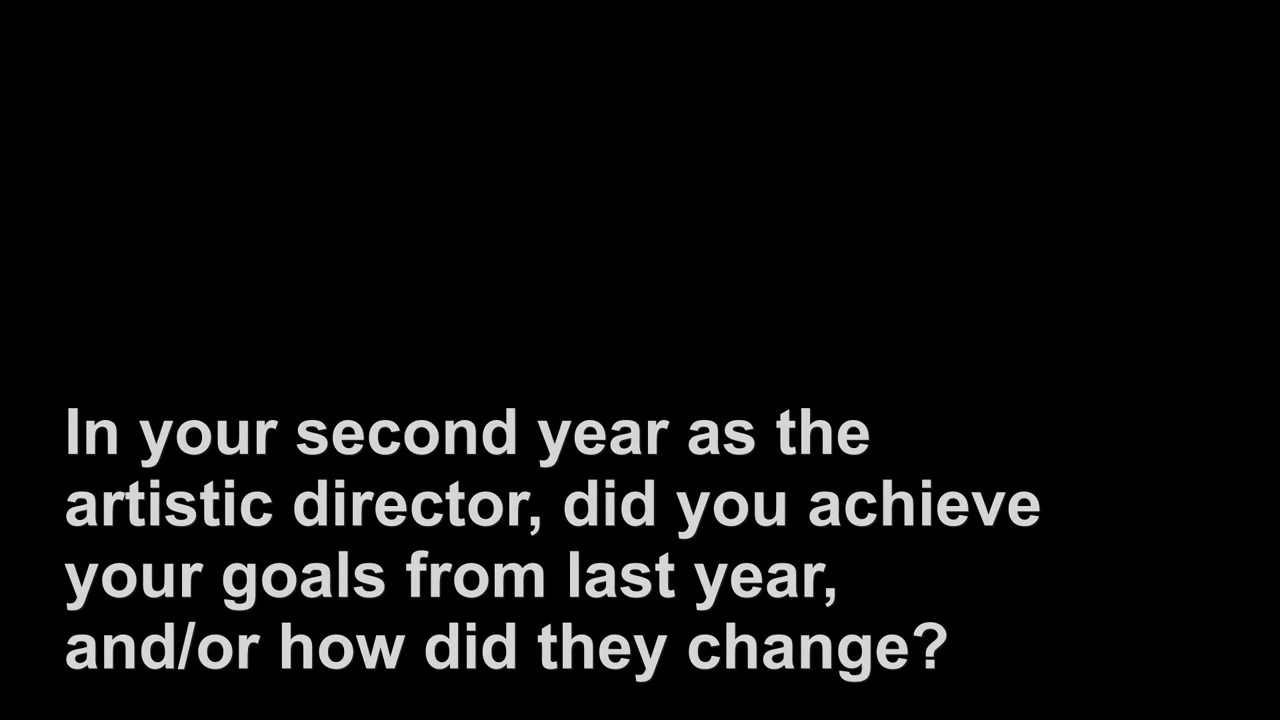 In your second year as the
artistic director, did you achieve
your goals from last year,
and/or how did they change?